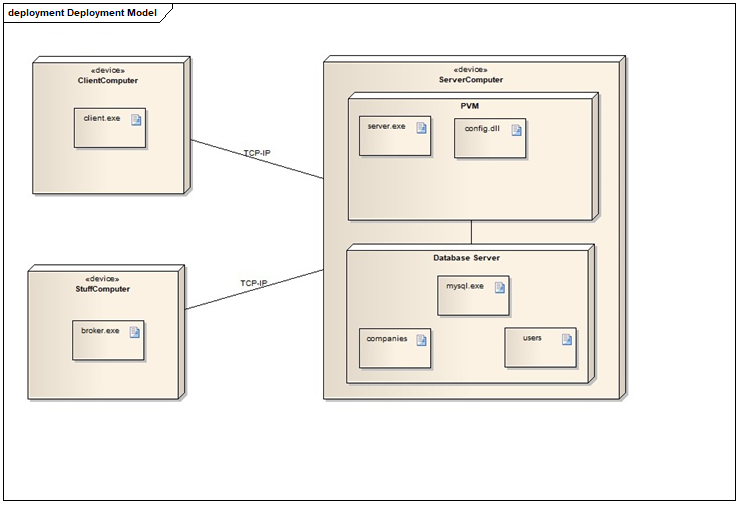 deployment Deployment Model
«device»
ClientComputer
client.exe
TCP-IP
«device»
StuffComputer
broker.exe
TCP-IP
«device»
ServerComputer
PVM
server.exe
config.dll
Database Server
mysql.exe
companies
users